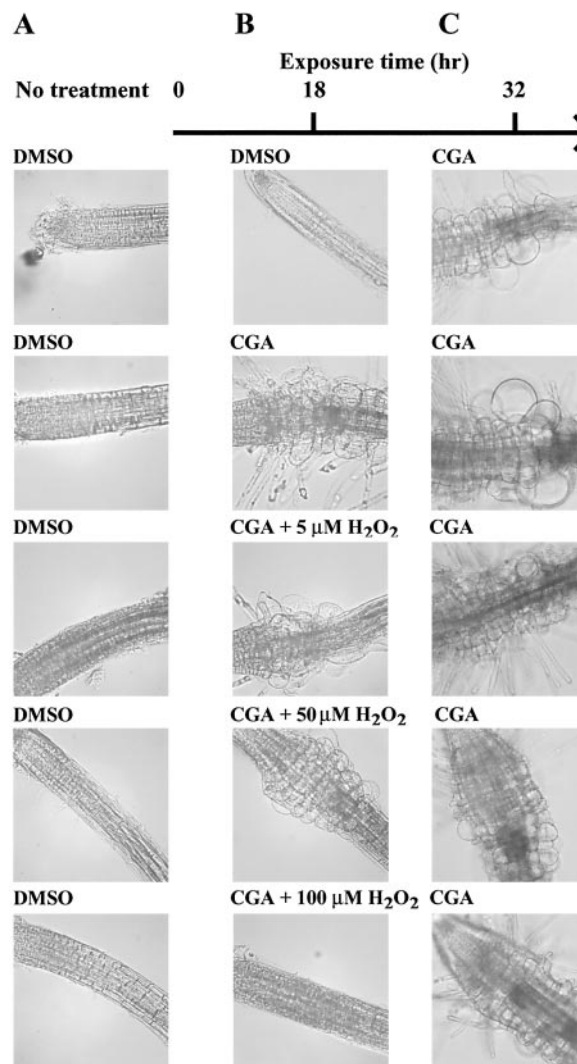 A B C
Exposure time (hr)
No treatment 0 18 32
DMSO DMSO CGA
DMSO CGA CGA
DMSO CGA + 5 μM H₂O₂ CGA
DMSO CGA + 50 μM H₂O₂ CGA
DMSO CGA + 100 μM H₂O₂ CGA